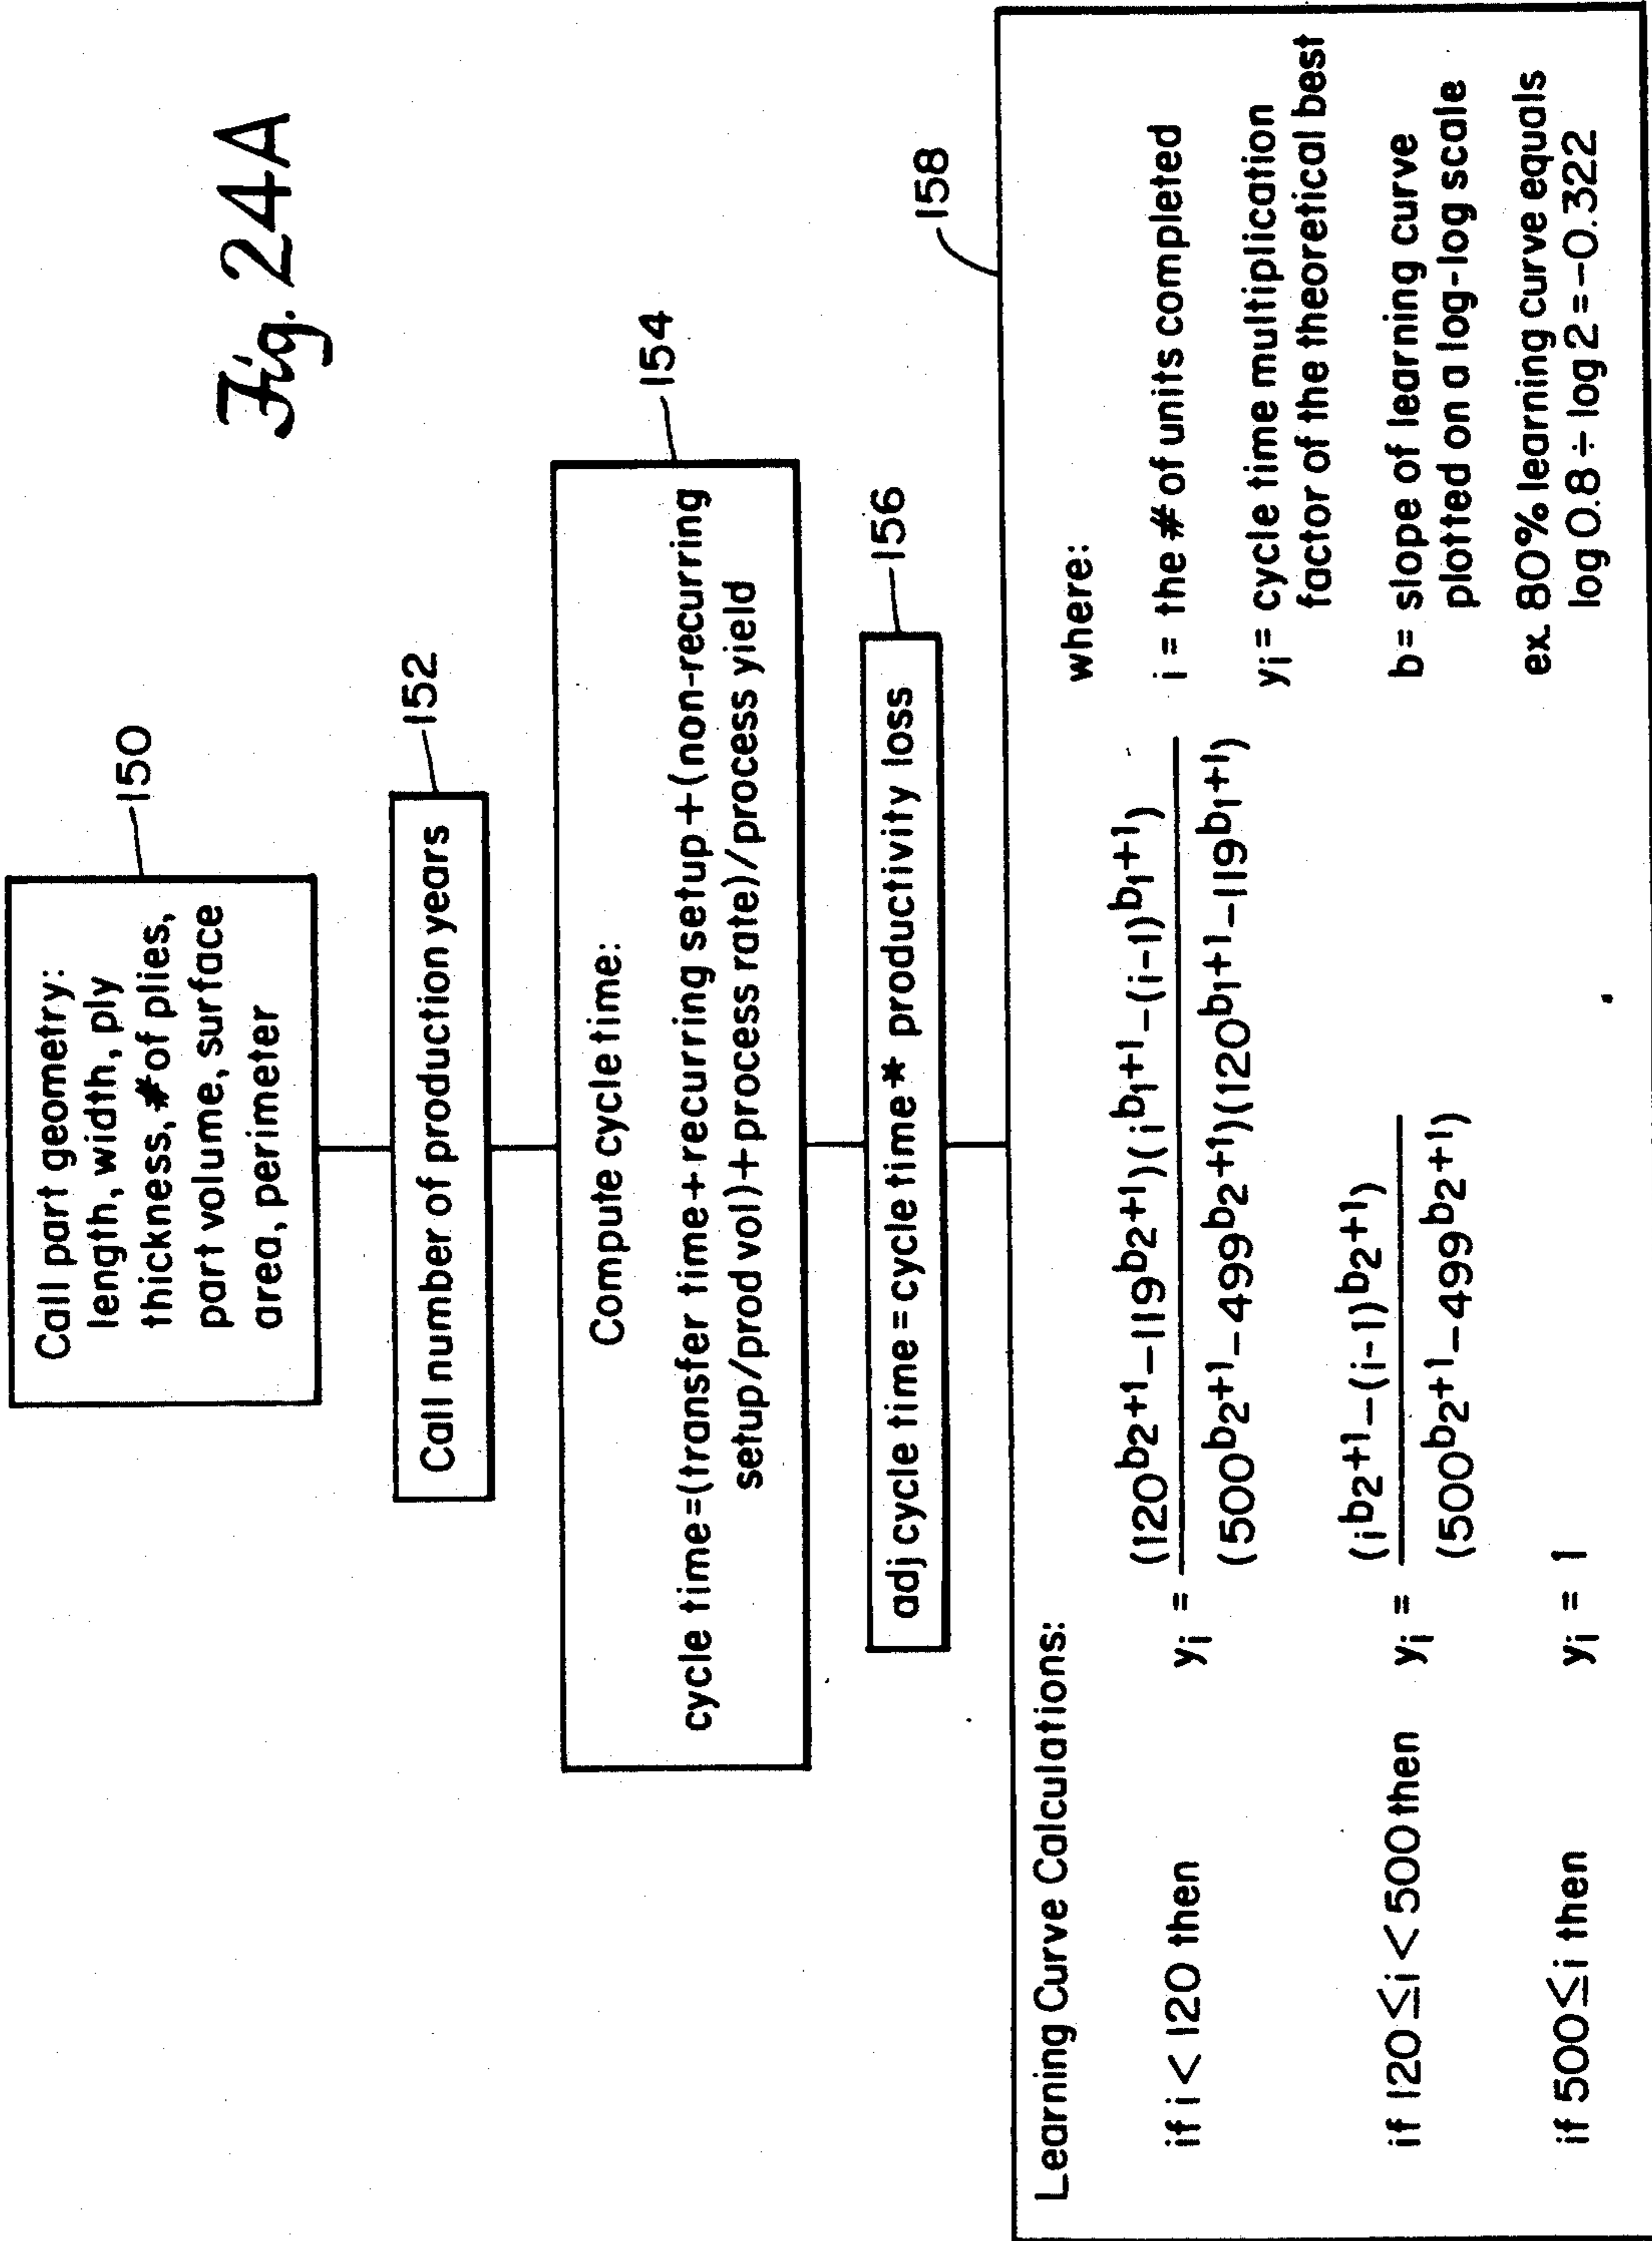 Fig. 24A
Call part geometry:
length, width, ply
thickness, # of plies,
part volume, surface
area, perimeter
150
Call number of production years
152
Compute cycle time:
cycle time=(transfer time+recurring setup+(non-recurring
setup/prod vol)+process rate)/process yield
154
adj cycle time=cycle time * productivity loss
156
158
Learning Curve Calculations:
if i < 120 then
yᵢ = (120^b₂+1−119^b₂+1)(i^b₁+1−(i−1)^b₁+1)
(500^b₂+1−499^b₂+1)(120^b₁+1−119^b₁+1)
if 120≤i<500 then
yᵢ = (i^b₂+1−(i−1)^b₂+1)
(500^b₂+1−499^b₂+1)
if 500≤i then
yᵢ = 1
where:
i = the # of units completed
yᵢ= cycle time multiplication
factor of the theoretical best
b= slope of learning curve
plotted on a log-log scale
ex. 80% learning curve equals
log 0.8 ÷ log 2 = −0.322